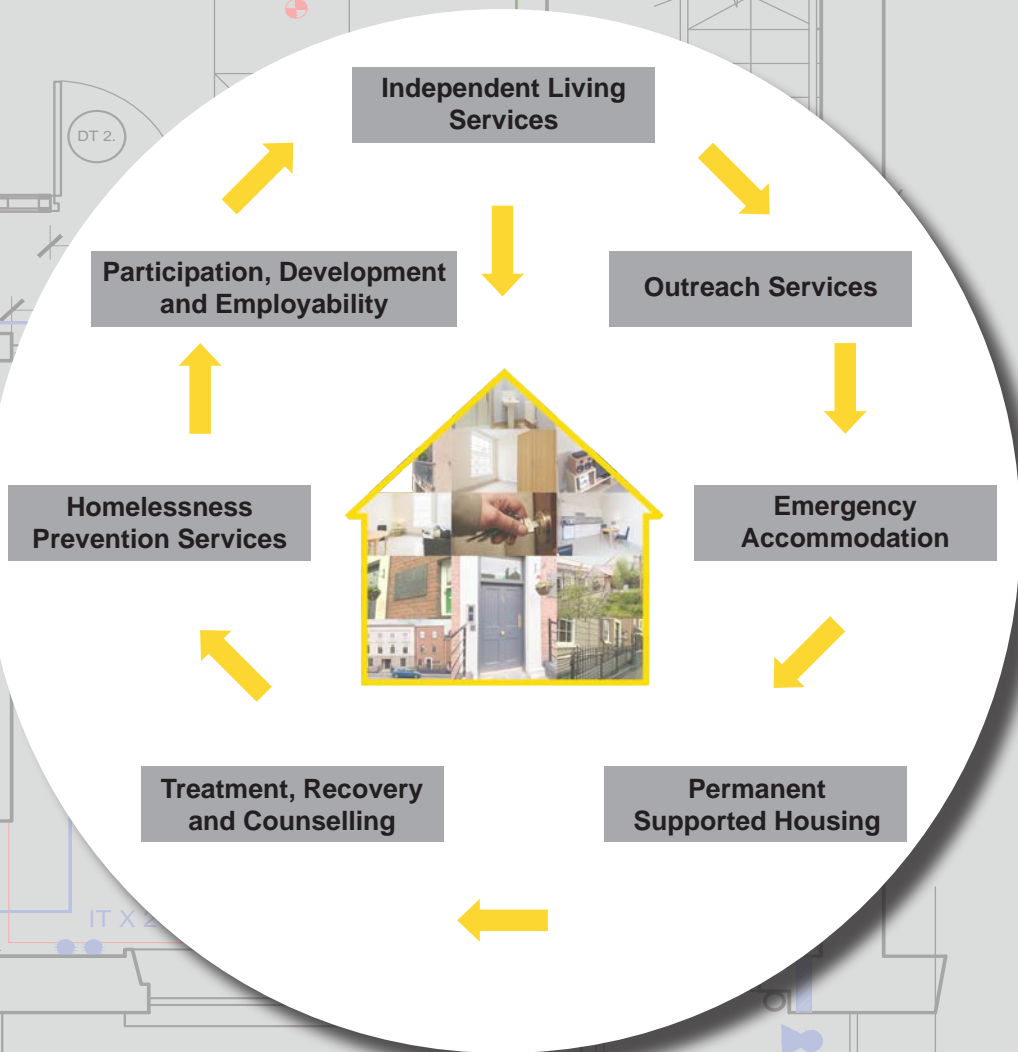 Independent Living
Services
DT 2.
Participation, Development
and Employability
Outreach Services
Homelessness
Prevention Services
Emergency
Accommodation
Treatment, Recovery
and Counselling
Permanent
Supported Housing
IT X 2